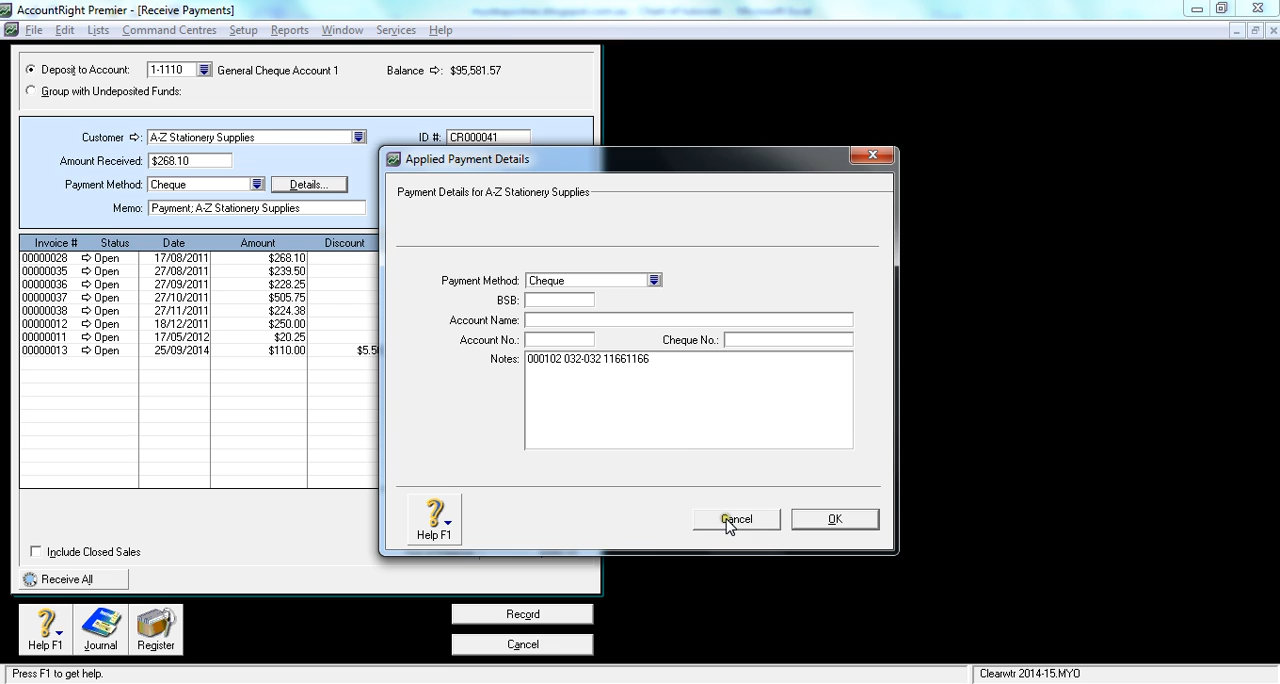 AccountRight Premier - [Receive Payments]
File Edit Lists Command Centres Setup Reports Window Services Help
Deposit to Account: 1-1110 General Cheque Account 1 Balance ⇨: $95,581.57
Group with Undeposited Funds:
Customer ⇨: A-Z Stationery Supplies ID #: CR000041
Amount Received: $268.10
Payment Method: Cheque Details...
Memo: Payment; A-Z Stationery Supplies
Invoice # Status Date Amount Discount
00000028 ⇨ Open 17/08/2011 $268.10
00000035 ⇨ Open 27/08/2011 $239.50
00000036 ⇨ Open 27/09/2011 $228.25
00000037 ⇨ Open 27/10/2011 $505.75
00000038 ⇨ Open 27/11/2011 $224.38
00000012 ⇨ Open 18/12/2011 $250.00
00000011 ⇨ Open 17/05/2012 $20.25
00000013 ⇨ Open 25/09/2014 $110.00 $5.5
Include Closed Sales
Receive All
Applied Payment Details
Payment Details for A-Z Stationery Supplies
Payment Method: Cheque
BSB:
Account Name:
Account No.: Cheque No.:
Notes: 000102 032-032 11661166
Help F1 Cancel OK
Help F1 Journal Register
Record
Cancel
Press F1 to get help. Clearwtr 2014-15.MYO